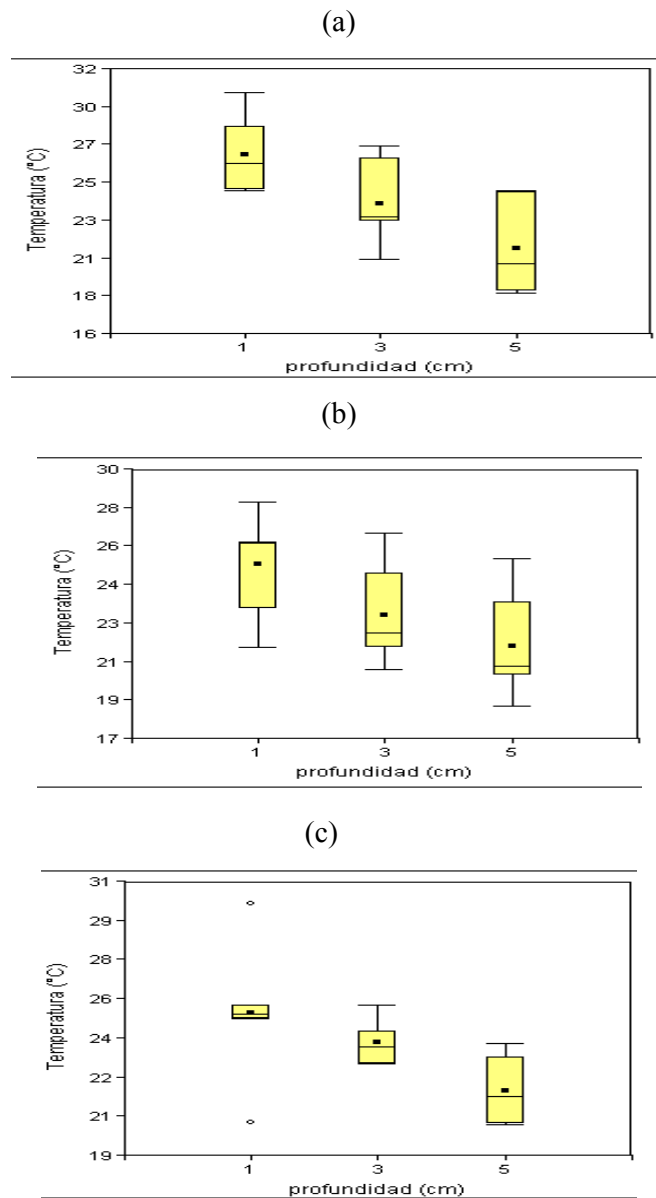 (a)
Temperatura (°C)
32
30
27
25
23
21
18
16
1 3 5
profundidad (cm)
(b)
Temperatura (°C)
30
28
26
24
23
21
19
17
1 3 5
profundidad (cm)
(c)
Temperatura (°C)
31
29
28
26
24
22
21
19
1 3 5
profundidad (cm)